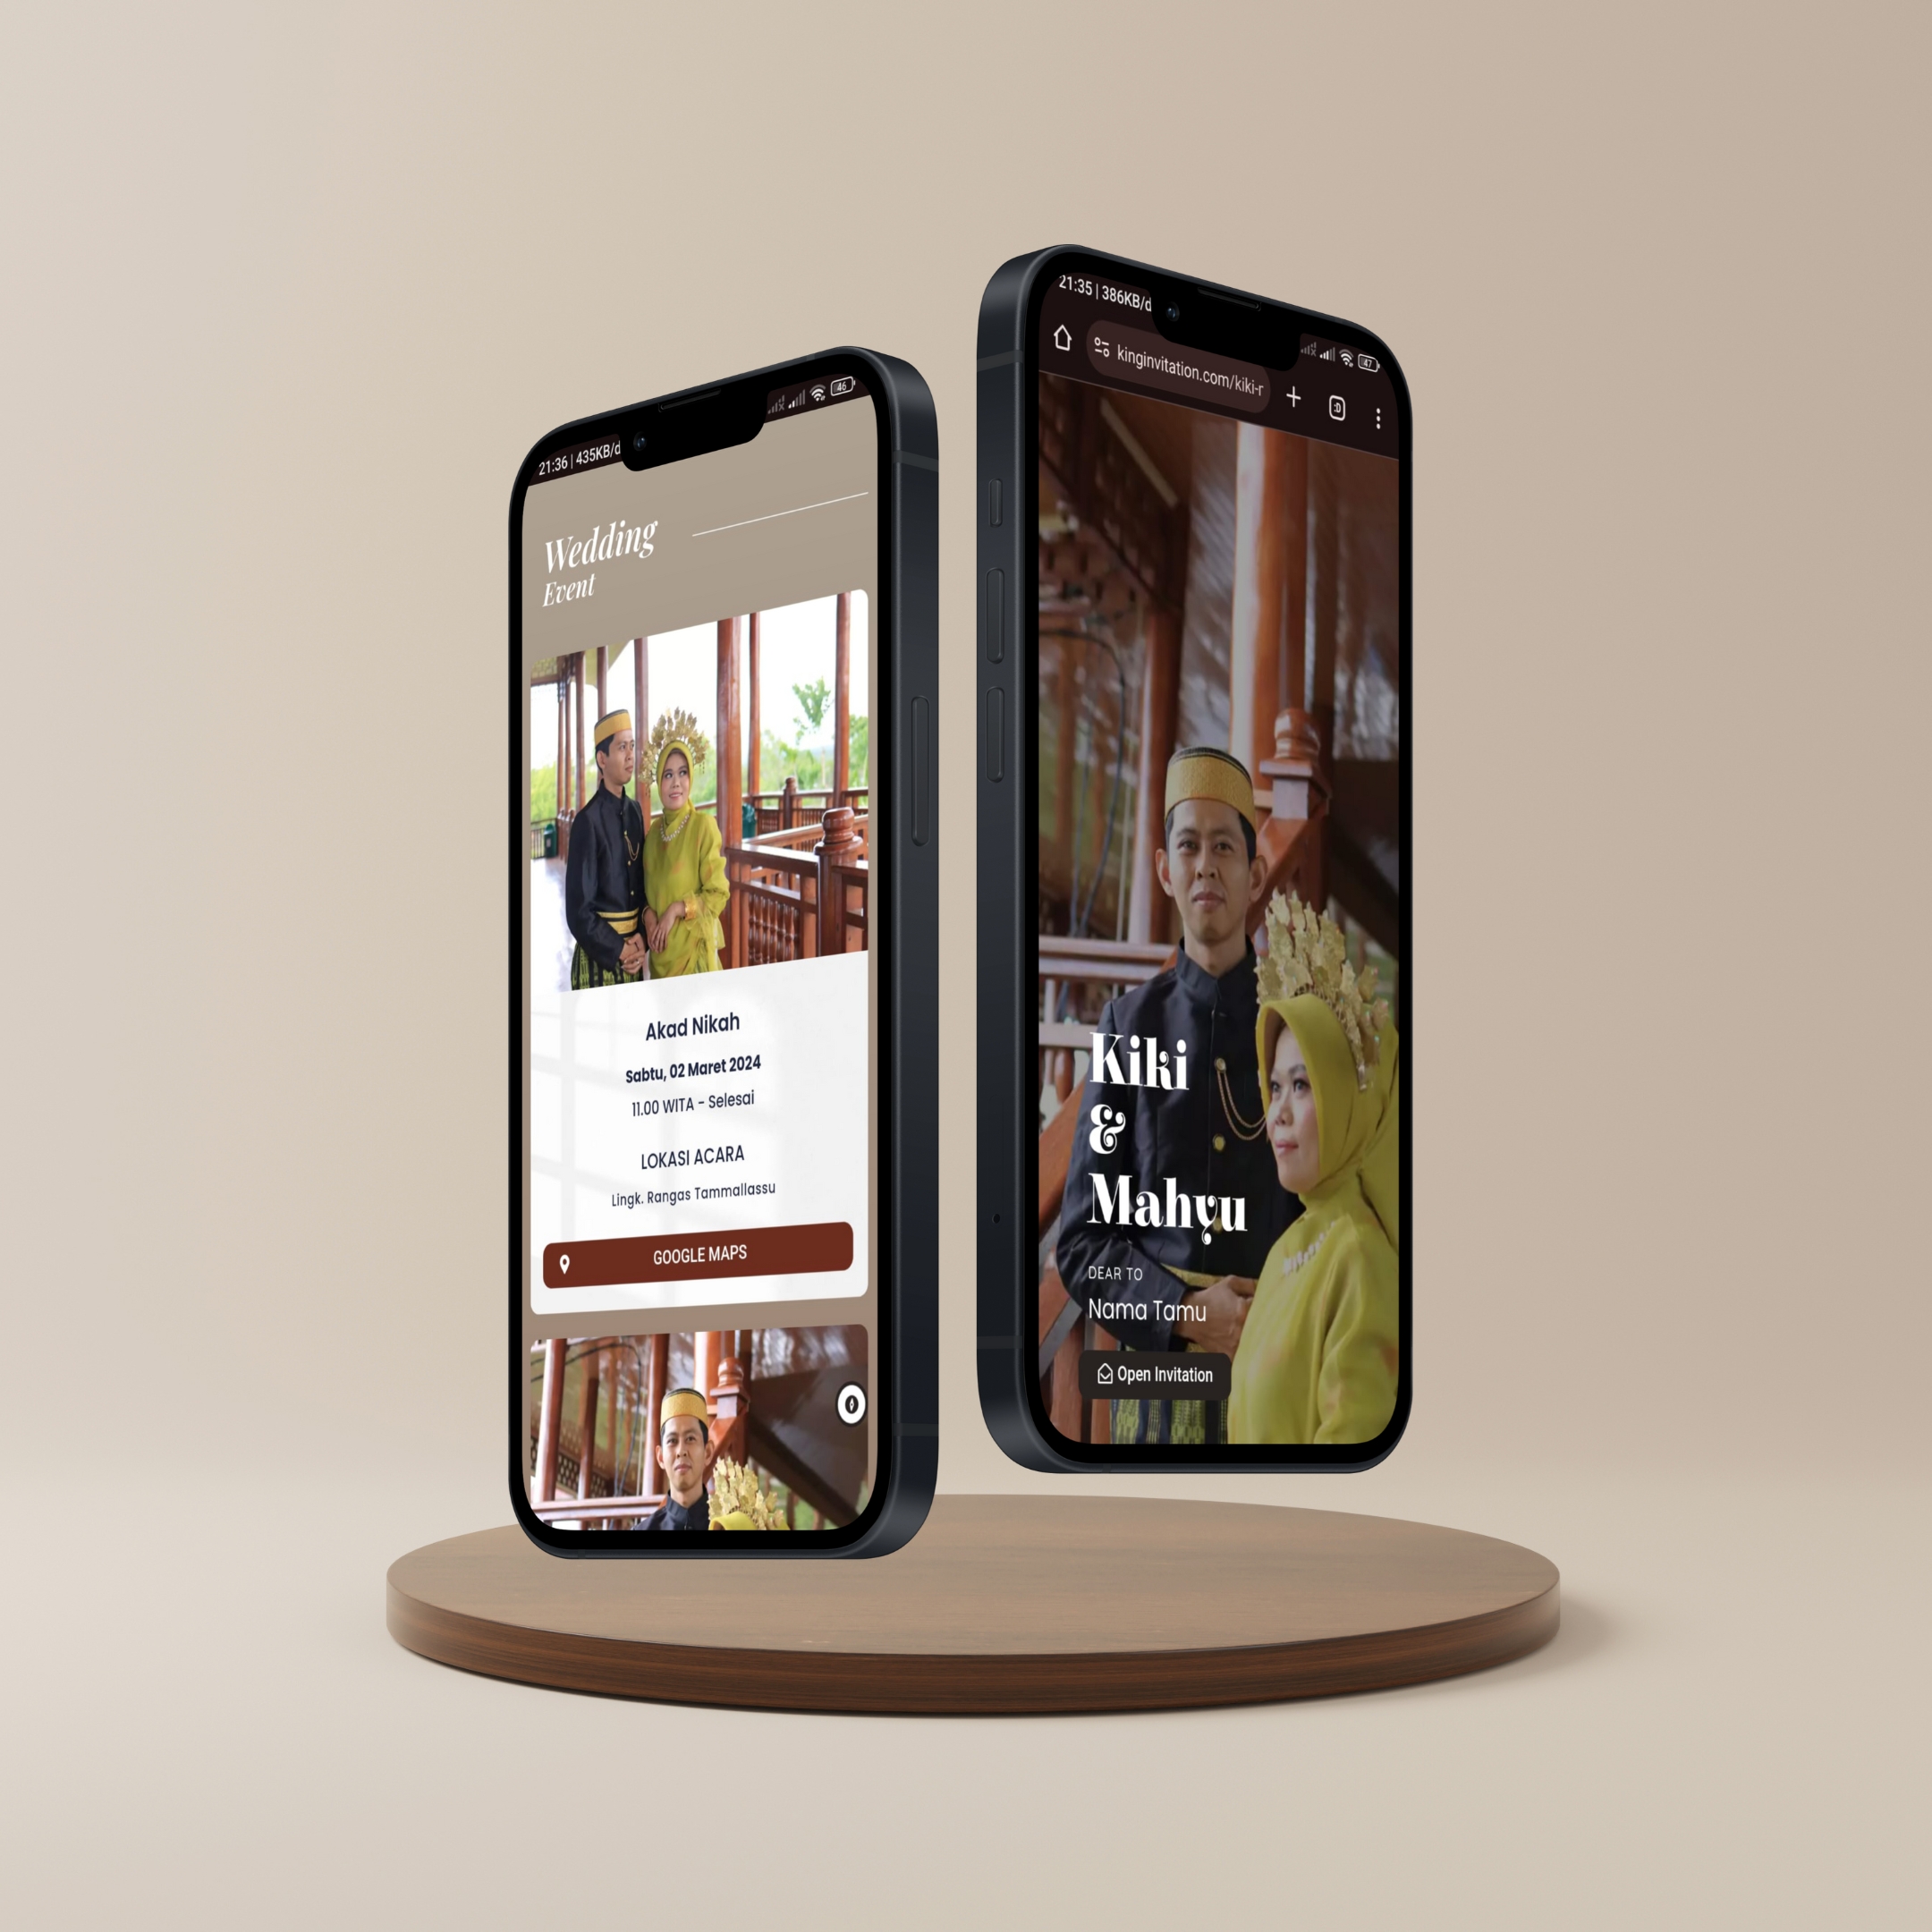 21:36 | 435KB/d
46
Wedding
Event
Akad Nikah
Sabtu, 02 Maret 2024
11.00 WITA - Selesai
LOKASI ACARA
Lingk. Rangas Tammallassu
GOOGLE MAPS
21:35 | 386KB/d
47
kinginvitation.com/kiki-r
:D
Kiki
&
Mahyu
DEAR TO
Nama Tamu
Open Invitation